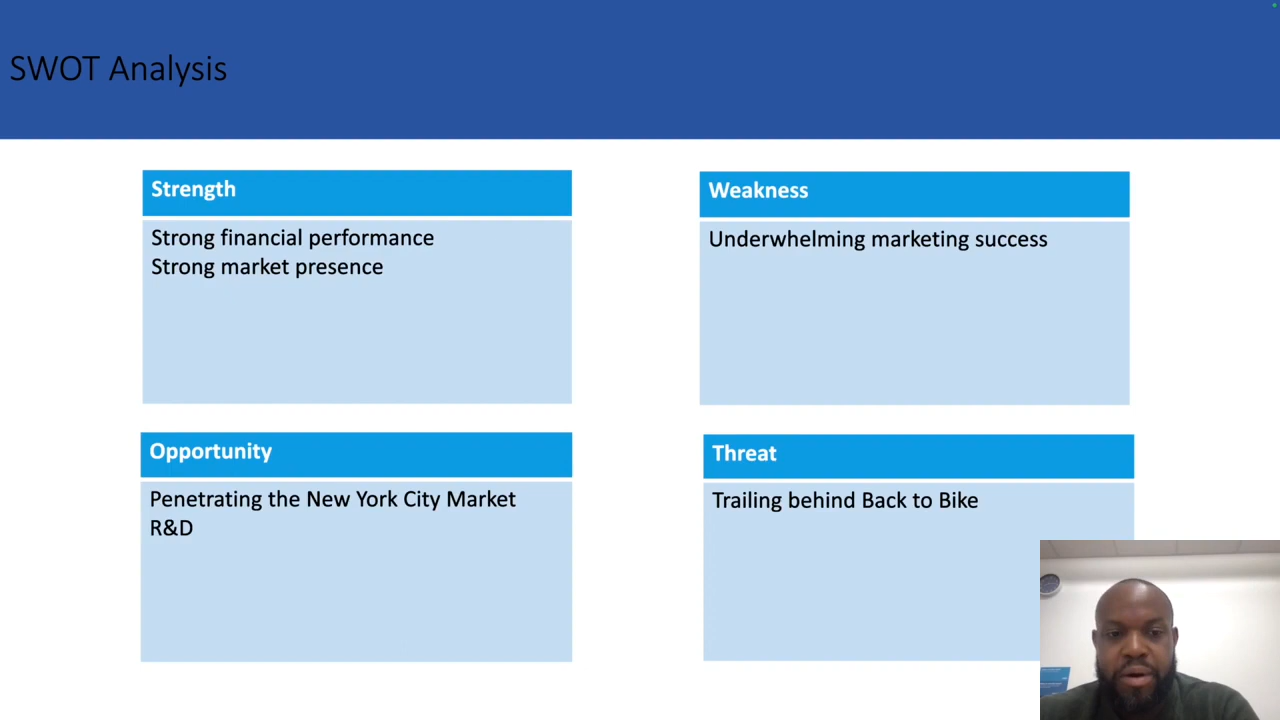 SWOT Analysis
Strength
Strong financial performance
Strong market presence
Weakness
Underwhelming marketing success
Opportunity
Penetrating the New York City Market
R&D
Threat
Trailing behind Back to Bike